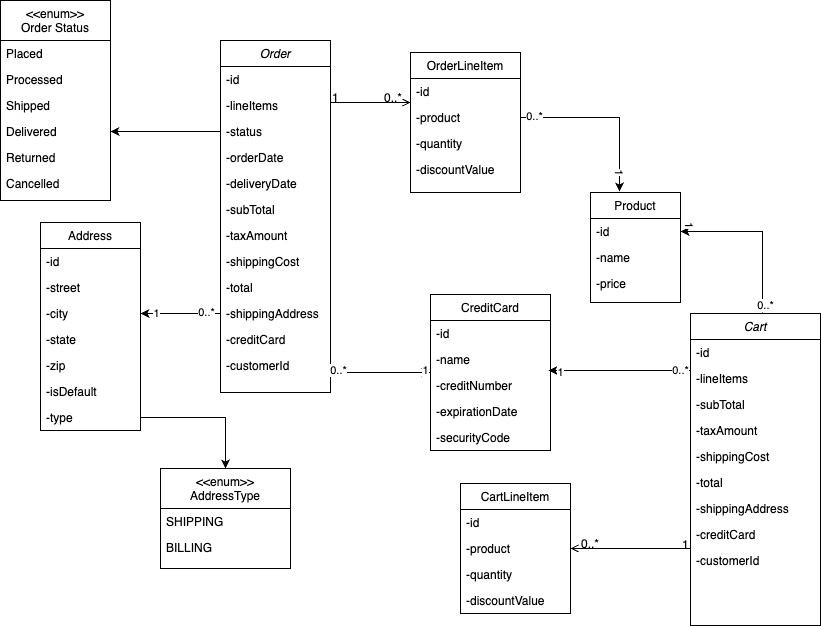 <<enum>>
Order Status
Placed
Processed
Shipped
Delivered
Returned
Cancelled
Order
-id
-lineItems
-status
-orderDate
-deliveryDate
-subTotal
-taxAmount
-shippingCost
-total
-shippingAddress
-creditCard
-customerId
1
0..*
OrderLineItem
-id
-product
-quantity
-discountValue
0..*
1
Product
-id
-name
-price
1
0..*
Address
-id
-street
-city
-state
-zip
-isDefault
-type
1
0..*
<<enum>>
AddressType
SHIPPING
BILLING
CreditCard
-id
-name
-creditNumber
-expirationDate
-securityCode
0..*
1
1
0..*
Cart
-id
-lineItems
-subTotal
-taxAmount
-shippingCost
-total
-shippingAddress
-creditCard
-customerId
CartLineItem
-id
-product
-quantity
-discountValue
0..*
1